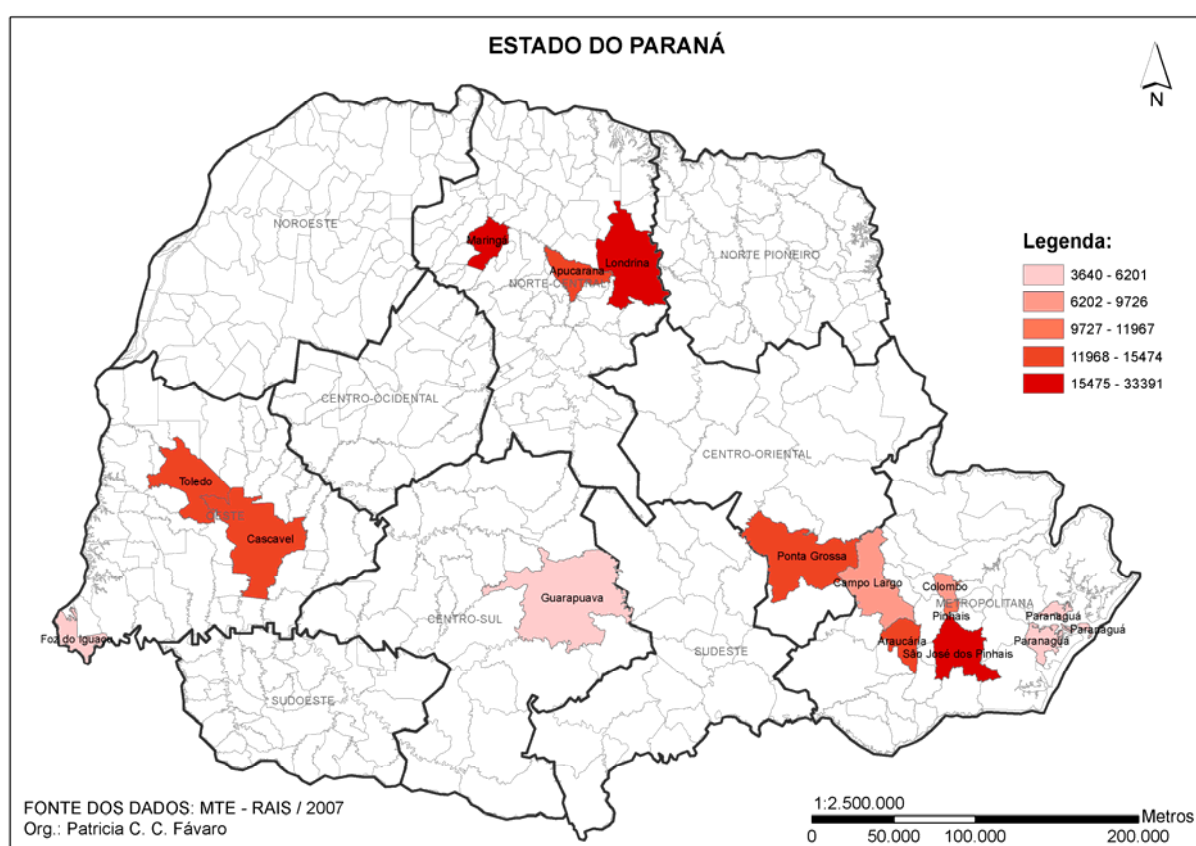 ESTADO DO PARANÁ
N
NOROESTE
Maringá
Londrina
Apucarana
NORTE-CENTRAL
NORTE PIONEIRO
Legenda:
3640 - 6201
6202 - 9726
9727 - 11967
11968 - 15474
15475 - 33391
CENTRO-OCIDENTAL
CENTRO-ORIENTAL
Toledo
OESTE
Cascavel
Ponta Grossa
Campo Largo
Colombo
Guarapuava
METROPOLITANA
CENTRO-SUL
Pinhais
Paranaguá
Paranaguá
Paranaguá
Foz do Iguaçu
Araucária
São José dos Pinhais
SUDESTE
SUDOESTE
FONTE DOS DADOS: MTE - RAIS / 2007
Org.: Patricia C. C. Fávaro
1:2.500.000
Metros
0 50.000 100.000 200.000